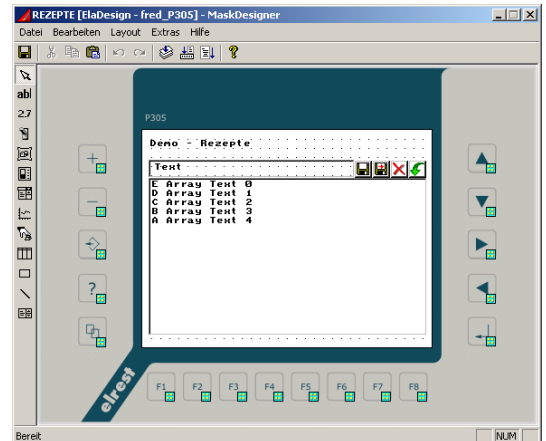 REZEPTE [ElaDesign - fred_P305] - MaskDesigner
Datei Bearbeiten Layout Extras Hilfe
abl
2.7
P305
Demo - Rezepte
Text
E Array Text 0
D Array Text 1
C Array Text 2
B Array Text 3
A Array Text 4
?
elrest
F1 F2 F3 F4 F5 F6 F7 F8
Bereit NUM